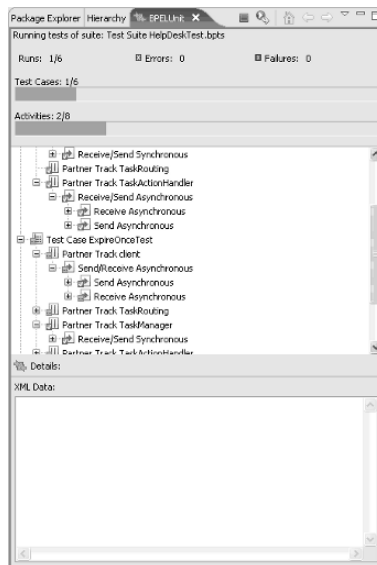 Package Explorer Hierarchy BPELUnit
Running tests of suite: Test Suite HelpDeskTest.bpts
Runs: 1/6 Errors: 0 Failures: 0
Test Cases: 1/6
Activities: 2/8
Receive/Send Synchronous
Partner Track TaskRouting
Partner Track TaskActionHandler
Receive/Send Asynchronous
Receive Asynchronous
Send Asynchronous
Test Case ExpireOnceTest
Partner Track client
Send/Receive Asynchronous
Send Asynchronous
Receive Asynchronous
Partner Track TaskRouting
Partner Track TaskManager
Receive/Send Synchronous
Partner Track TaskActionHandler
Details:
XML Data: